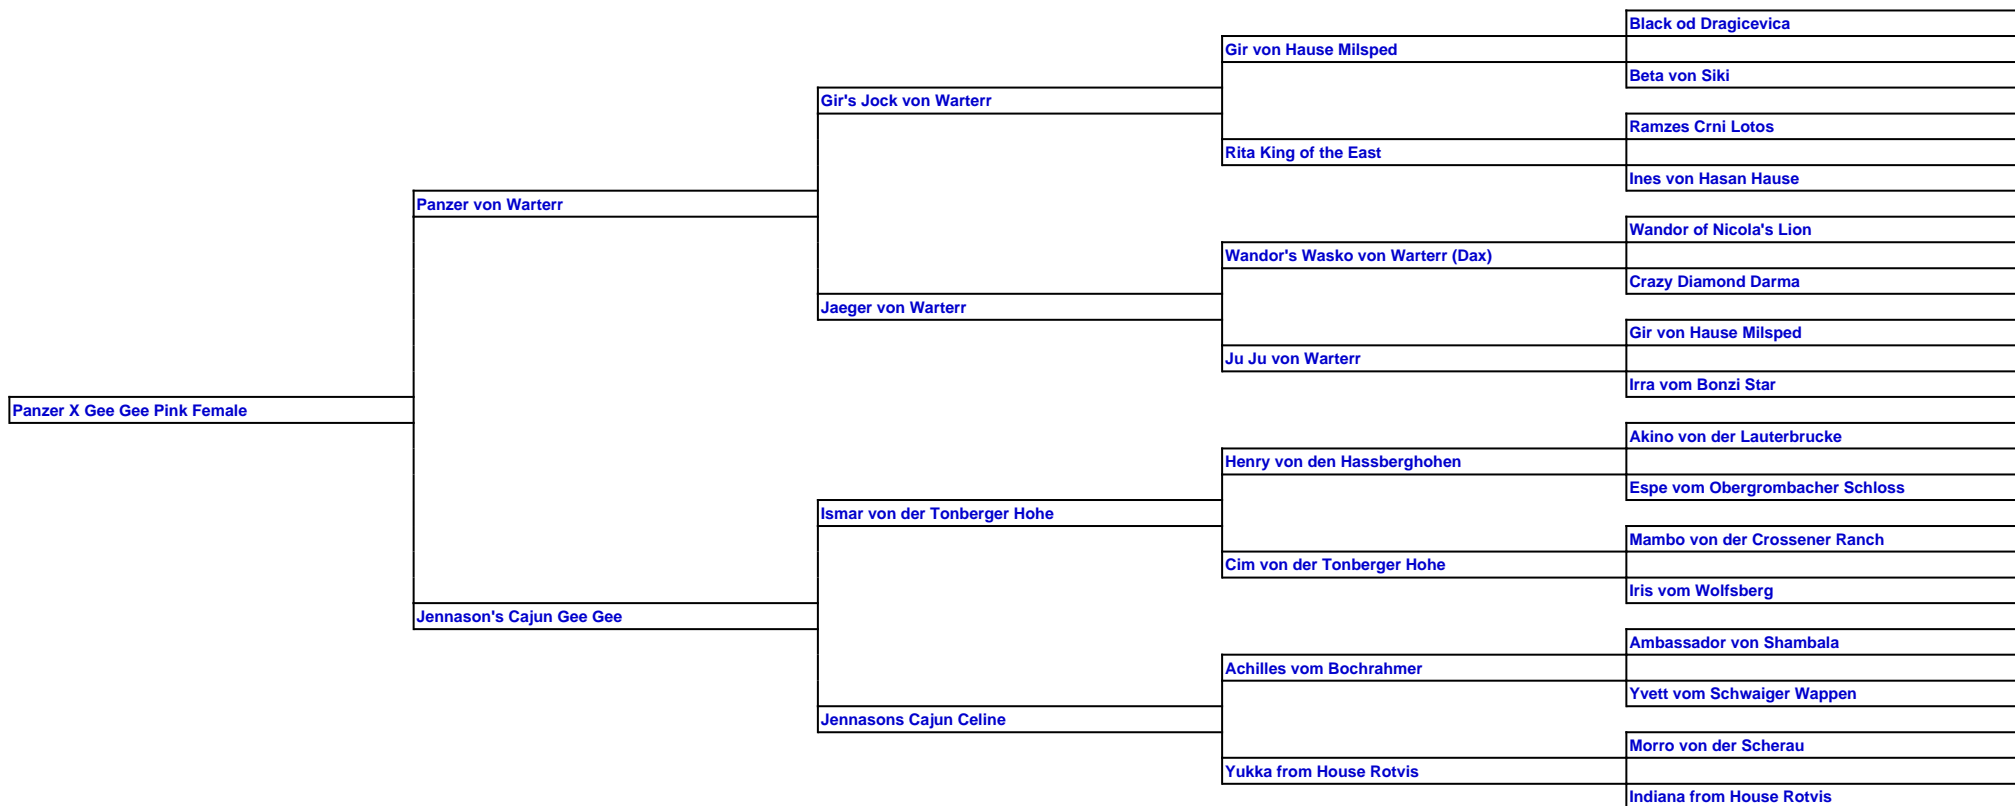 Black od Dragicevica
Gir von Hause Milsped
Beta von Siki
Gir's Jock von Warterr
Ramzes Crni Lotos
Rita King of the East
Ines von Hasan Hause
Panzer von Warterr
Wandor of Nicola's Lion
Wandor's Wasko von Warterr (Dax)
Crazy Diamond Darma
Jaeger von Warterr
Gir von Hause Milsped
Ju Ju von Warterr
Irra vom Bonzi Star
Panzer X Gee Gee Pink Female
Akino von der Lauterbrucke
Henry von den Hassberghohen
Espe vom Obergrombacher Schloss
Ismar von der Tonberger Hohe
Mambo von der Crossener Ranch
Cim von der Tonberger Hohe
Iris vom Wolfsberg
Jennason's Cajun Gee Gee
Ambassador von Shambala
Achilles vom Bochrahmer
Yvett vom Schwaiger Wappen
Jennasons Cajun Celine
Morro von der Scherau
Yukka from House Rotvis
Indiana from House Rotvis